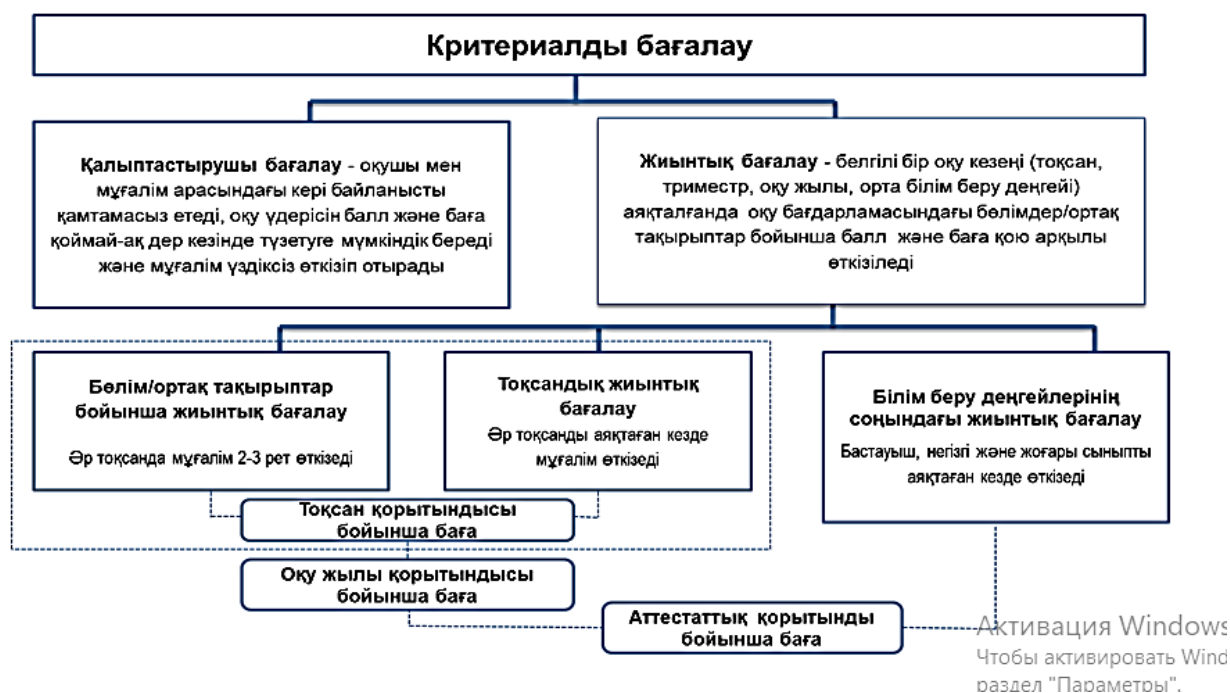 Критериалды бағалау
Қалыптастырушы бағалау - оқушы мен
мұғалім арасындағы кері байланысты
қамтамасыз етеді, оқу үдерісін балл және баға
қоймай-ақ дер кезінде түзетуге мүмкіндік береді
және мұғалім үздіксіз өткізіп отырады
Жиынтық бағалау - белгілі бір оқу кезеңі (тоқсан,
триместр, оқу жылы, орта білім беру деңгейі)
аяқталғанда оқу бағдарламасындағы бөлімдер/ортақ
тақырыптар бойынша балл және баға қою арқылы
өткізіледі
Бөлім/ортақ тақырыптар
бойынша жиынтық бағалау
Әр тоқсанда мұғалім 2-3 рет өткізеді
Тоқсандық жиынтық
бағалау
Әр тоқсанды аяқтаған кезде
мұғалім өткізеді
Білім беру деңгейлерінің
соңындағы жиынтық бағалау
Бастауыш, негізгі және жоғары сыныпты
аяқтаған кезде өткізеді
Тоқсан қорытындысы
бойынша баға
Оқу жылы қорытындысы
бойынша баға
Аттестаттық қорытынды
бойынша баға
Активация Windows
Чтобы активировать Wind
раздел "Параметры".